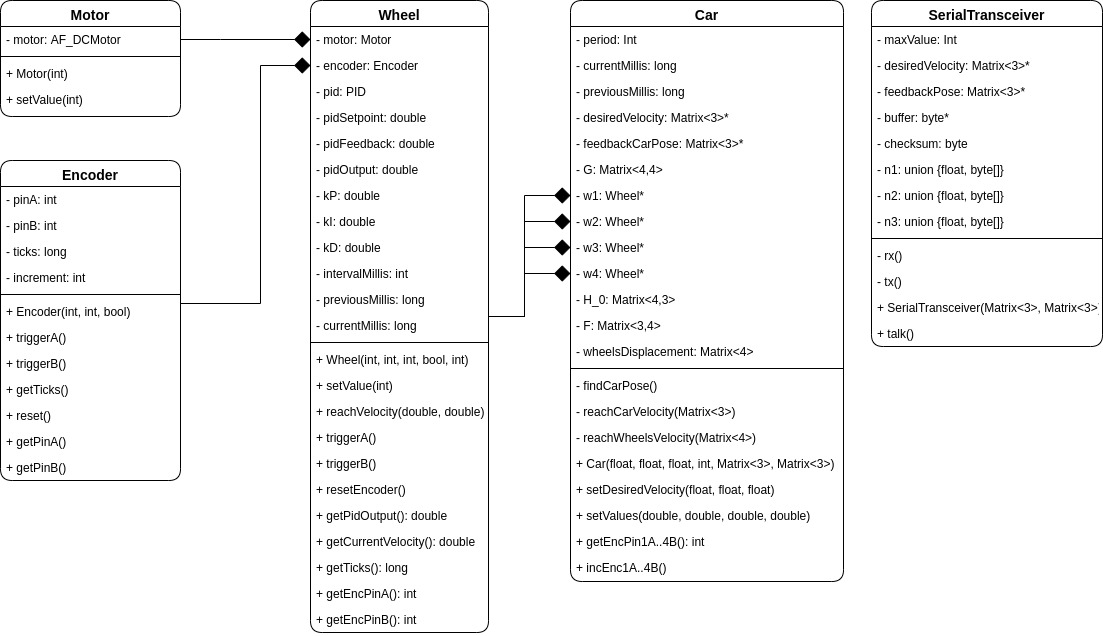 Motor
- motor: AF_DCMotor
+ Motor(int)
+ setValue(int)
Encoder
- pinA: int
- pinB: int
- ticks: long
- increment: int
+ Encoder(int, int, bool)
+ triggerA()
+ triggerB()
+ getTicks()
+ reset()
+ getPinA()
+ getPinB()
Wheel
- motor: Motor
- encoder: Encoder
- pid: PID
- pidSetpoint: double
- pidFeedback: double
- pidOutput: double
- kP: double
- kI: double
- kD: double
- intervalMillis: int
- previousMillis: long
- currentMillis: long
+ Wheel(int, int, int, bool, int)
+ setValue(int)
+ reachVelocity(double, double)
+ triggerA()
+ triggerB()
+ resetEncoder()
+ getPidOutput(): double
+ getCurrentVelocity(): double
+ getTicks(): long
+ getEncPinA(): int
+ getEncPinB(): int
Car
- period: Int
- currentMillis: long
- previousMillis: long
- desiredVelocity: Matrix<3>*
- feedbackCarPose: Matrix<3>*
- G: Matrix<4,4>
- w1: Wheel*
- w2: Wheel*
- w3: Wheel*
- w4: Wheel*
- H_0: Matrix<4,3>
- F: Matrix<3,4>
- wheelsDisplacement: Matrix<4>
- findCarPose()
- reachCarVelocity(Matrix<3>)
- reachWheelsVelocity(Matrix<4>)
+ Car(float, float, float, int, Matrix<3>, Matrix<3>)
+ setDesiredVelocity(float, float, float)
+ setValues(double, double, double, double)
+ getEncPin1A..4B(): int
+ incEnc1A..4B()
SerialTransceiver
- maxValue: Int
- desiredVelocity: Matrix<3>*
- feedbackPose: Matrix<3>*
- buffer: byte*
- checksum: byte
- n1: union {float, byte[]}
- n2: union {float, byte[]}
- n3: union {float, byte[]}
- rx()
- tx()
+ SerialTransceiver(Matrix<3>, Matrix<3>)
+ talk()